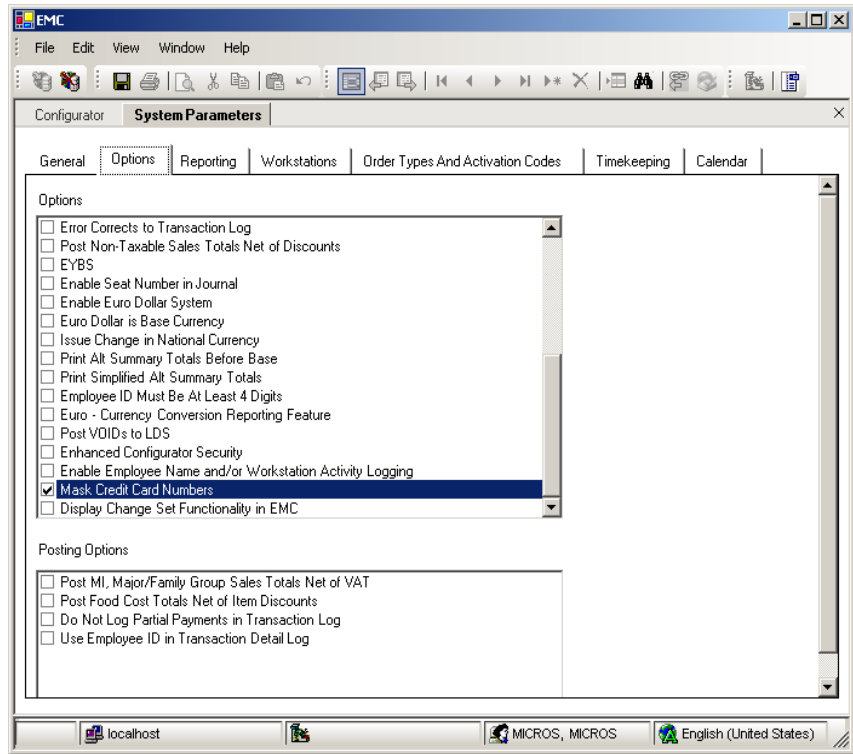 EMC
File Edit View Window Help
Configurator System Parameters
General Options Reporting Workstations Order Types And Activation Codes Timekeeping Calendar
Options
Error Corrects to Transaction Log
Post Non-Taxable Sales Totals Net of Discounts
EYBS
Enable Seat Number in Journal
Enable Euro Dollar System
Euro Dollar is Base Currency
Issue Change in National Currency
Print Alt Summary Totals Before Base
Print Simplified Alt Summary Totals
Employee ID Must Be At Least 4 Digits
Euro - Currency Conversion Reporting Feature
Post VOIDs to LDS
Enhanced Configurator Security
Enable Employee Name and/or Workstation Activity Logging
Mask Credit Card Numbers
Display Change Set Functionality in EMC
Posting Options
Post MI, Major/Family Group Sales Totals Net of VAT
Post Food Cost Totals Net of Item Discounts
Do Not Log Partial Payments in Transaction Log
Use Employee ID in Transaction Detail Log
localhost MICROS, MICROS English (United States)